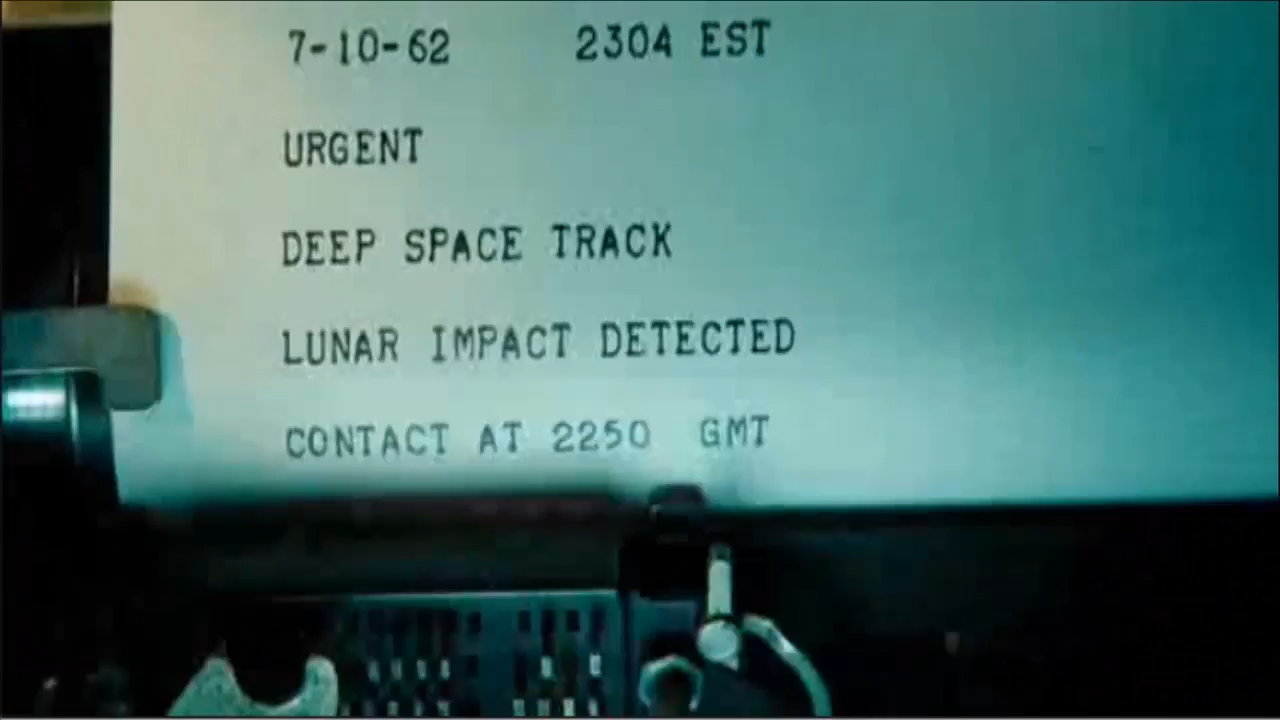 7-10-62 2304 EST
URGENT
DEEP SPACE TRACK
LUNAR IMPACT DETECTED
CONTACT AT 2250 GMT